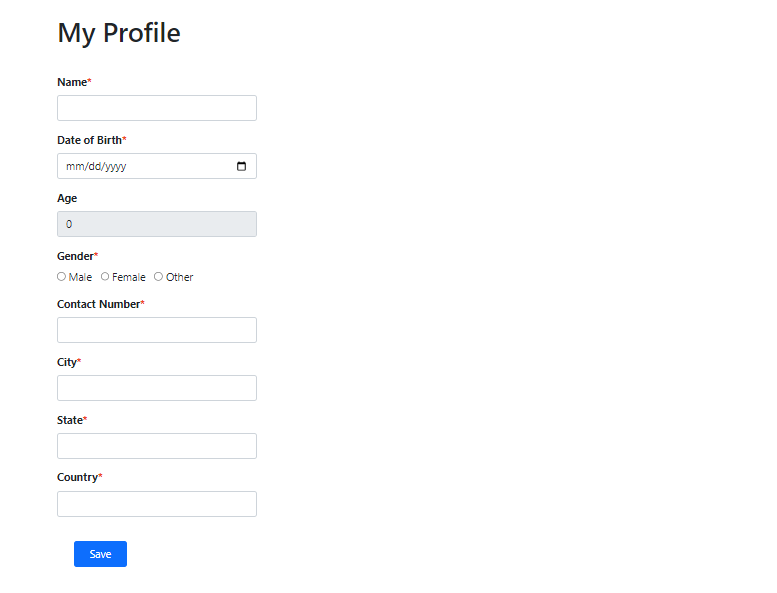 My Profile
Name*
Date of Birth*
mm/dd/yyyy
Age
0
Gender*
Male Female Other
Contact Number*
City*
State*
Country*
Save